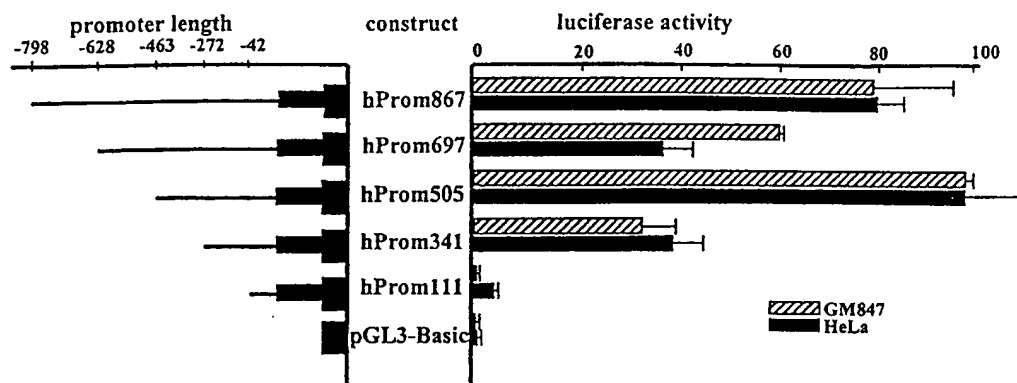 promoter length construct luciferase activity
-798 -628 -463 -272 -42 0 20 40 60 80 100
hProm867
hProm697
hProm505
hProm341
hProm111
pGL3-Basic
GM847
HeLa